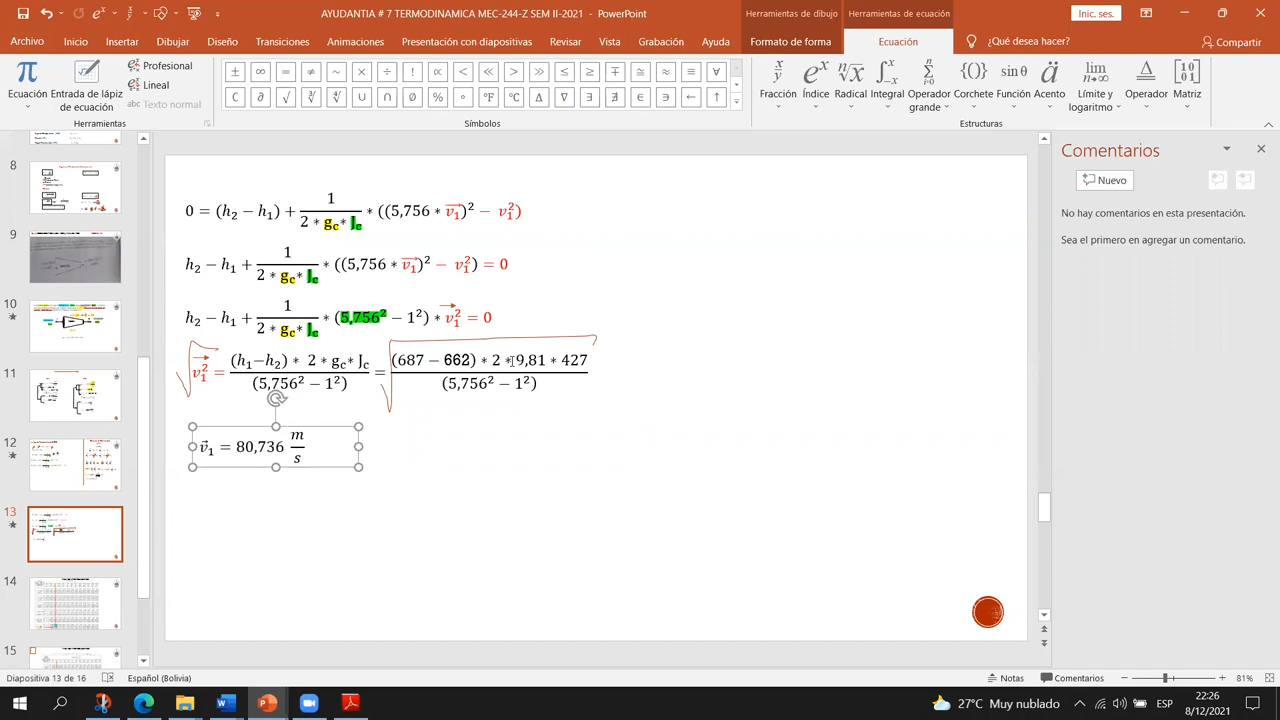 AYUDANTIA # 7 TERMODINAMICA MEC-244-Z SEM II-2021 - PowerPoint
Herramientas de dibujo
Herramientas de ecuación
Inic. ses.
Archivo Inicio Insertar Dibujar Diseño Transiciones Animaciones Presentación con diapositivas Revisar Vista Grabación Ayuda Formato de forma Ecuación ¿Qué desea hacer? Compartir
Ecuación
Entrada de lápiz de ecuación
Profesional
Lineal
abc Texto normal
Herramientas
± ∞ = ≠ ~ × ÷ ! ∝ < ≪ > ≫ ≤ ≥ ∓ ≅ ≈ ≡ ∀
∁ ∂ √ ∛ ∜ ∪ ∩ ∅ % ° °F °C ∆ ∇ ∃ ∄ ∈ ∋ ← ↑
Símbolos
Fracción Índice Radical Integral Operador grande Corchete Función Acento Límite y logaritmo Operador Matriz
Estructuras
8
9
10
11
12
13
14
15
0 = (h₂ − h₁) + 1 / (2 * g_c * J_c) * ((5,756 * v⃗₁)² − v₁²)
h₂ − h₁ + 1 / (2 * g_c * J_c) * ((5,756 * v⃗₁)² − v₁²) = 0
h₂ − h₁ + 1 / (2 * g_c * J_c) * (5,756² − 1²) * v⃗₁² = 0
√v⃗₁² = (h₁−h₂) * 2 * g_c * J_c / (5,756² − 1²) = √(687 − 662) * 2 * 9,81 * 427 / (5,756² − 1²)
v⃗₁ = 80,736 m/s
Comentarios
Nuevo
No hay comentarios en esta presentación.
Sea el primero en agregar un comentario.
Diapositiva 13 de 16
Español (Bolivia)
Notas
Comentarios
81%
27°C Muy nublado
ESP
22:26
8/12/2021